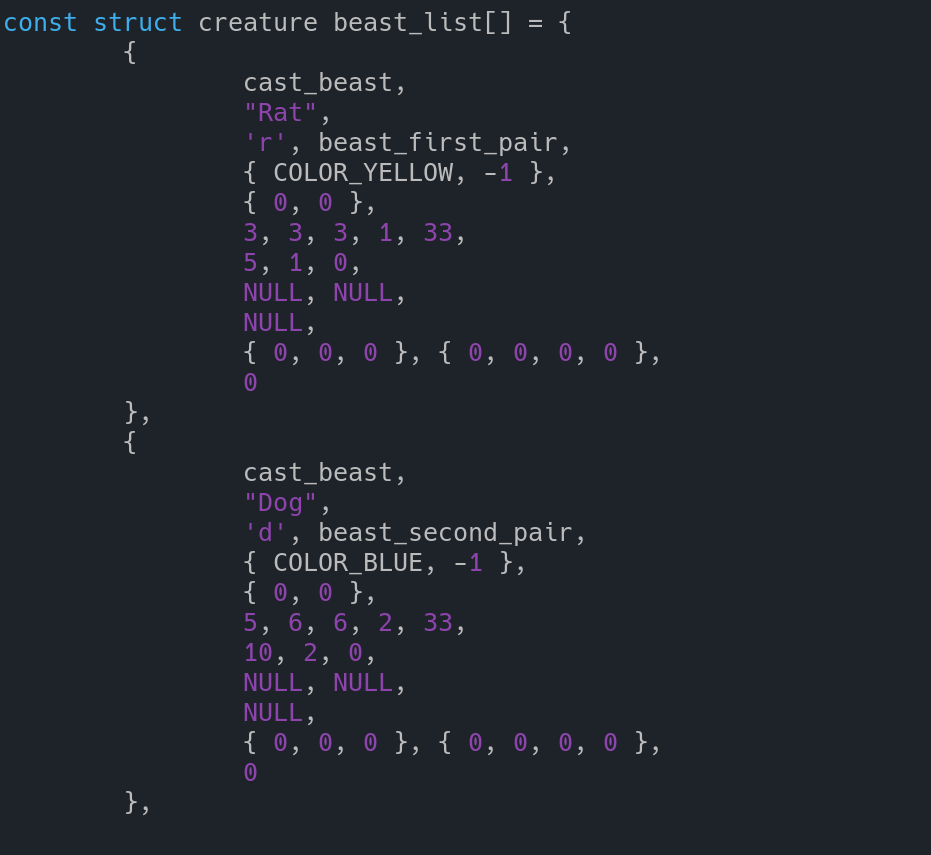 const struct creature beast_list[] = {
        {
                cast_beast,
                "Rat",
                'r', beast_first_pair,
                { COLOR_YELLOW, -1 },
                { 0, 0 },
                3, 3, 3, 1, 33,
                5, 1, 0,
                NULL, NULL,
                NULL,
                { 0, 0, 0 }, { 0, 0, 0, 0 },
                0
        },
        {
                cast_beast,
                "Dog",
                'd', beast_second_pair,
                { COLOR_BLUE, -1 },
                { 0, 0 },
                5, 6, 6, 2, 33,
                10, 2, 0,
                NULL, NULL,
                NULL,
                { 0, 0, 0 }, { 0, 0, 0, 0 },
                0
        },